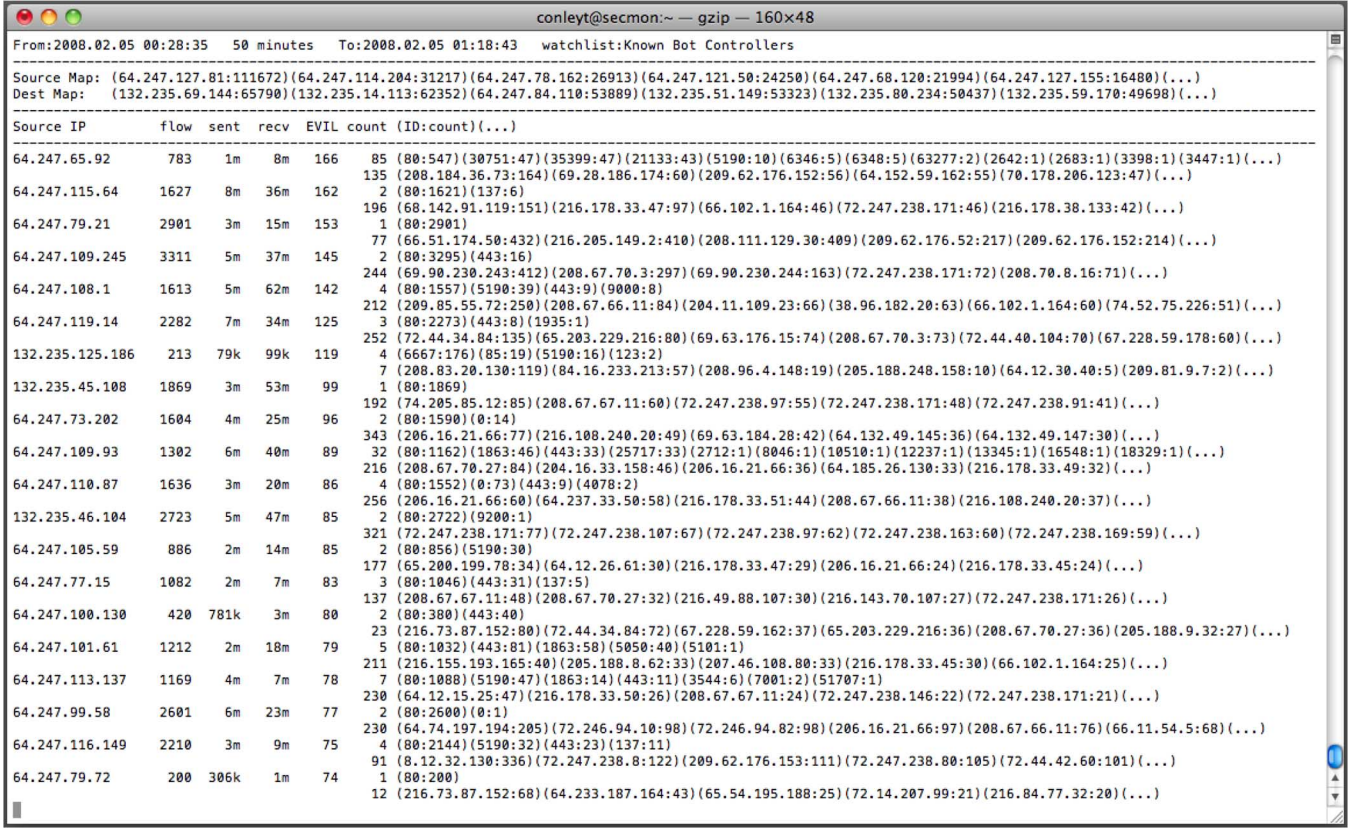 conleyt@secmon:~ — gzip — 160×48
From:2008.02.05 00:28:35   50 minutes   To:2008.02.05 01:18:43   watchlist:Known Bot Controllers
Source Map: (64.247.127.81:111672)(64.247.114.204:31217)(64.247.78.162:26913)(64.247.121.50:24250)(64.247.68.120:21994)(64.247.127.155:16480)(...)
Dest Map:   (132.235.69.144:65790)(132.235.14.113:62352)(64.247.84.110:53889)(132.235.51.149:53323)(132.235.80.234:50437)(132.235.59.170:49698)(...)
Source IP   flow  sent  recv  EVIL count (ID:count)(...)
64.247.65.92   783   1m   8m   166   85 (80:547)(30751:47)(35399:47)(21133:43)(5190:10)(6346:5)(6348:5)(63277:2)(2642:1)(2683:1)(3398:1)(3447:1)(...)
135 (208.184.36.73:164)(69.28.186.174:60)(209.62.176.152:56)(64.152.59.162:55)(70.178.206.123:47)(...)
64.247.115.64   1627   8m   36m   162   2 (80:1621)(137:6)
196 (68.142.91.119:151)(216.178.33.47:97)(66.102.1.164:46)(72.247.238.171:46)(216.178.38.133:42)(...)
64.247.79.21   2901   3m   15m   153   1 (80:2901)
77 (66.51.174.50:432)(216.205.149.2:410)(208.111.129.30:409)(209.62.176.52:217)(209.62.176.152:214)(...)
64.247.109.245   3311   5m   37m   145   2 (80:3295)(443:16)
244 (69.90.230.243:412)(208.67.70.3:297)(69.90.230.244:163)(72.247.238.171:72)(208.70.8.16:71)(...)
64.247.108.1   1613   5m   62m   142   4 (80:1557)(5190:39)(443:9)(9000:8)
212 (209.85.55.72:250)(208.67.66.11:84)(204.11.109.23:66)(38.96.182.20:63)(66.102.1.164:60)(74.52.75.226:51)(...)
64.247.119.14   2282   7m   34m   125   3 (80:2273)(443:8)(1935:1)
252 (72.44.34.84:135)(65.203.229.216:80)(69.63.176.15:74)(208.67.70.3:73)(72.44.40.104:70)(67.228.59.178:60)(...)
132.235.125.186   213   79k   99k   119   4 (6667:176)(85:19)(5190:16)(123:2)
7 (208.83.20.130:119)(84.16.233.213:57)(208.96.4.148:19)(205.188.248.158:10)(64.12.30.40:5)(209.81.9.7:2)(...)
132.235.45.108   1869   3m   53m   99   1 (80:1869)
192 (74.205.85.12:85)(208.67.67.11:60)(72.247.238.97:55)(72.247.238.171:48)(72.247.238.91:41)(...)
64.247.73.202   1604   4m   25m   96   2 (80:1590)(0:14)
343 (206.16.21.66:77)(216.108.240.20:49)(69.63.184.28:42)(64.132.49.145:36)(64.132.49.147:30)(...)
64.247.109.93   1302   6m   40m   89   32 (80:1162)(1863:46)(443:33)(25717:33)(2712:1)(8046:1)(10510:1)(12237:1)(13345:1)(16548:1)(18329:1)(...)
216 (208.67.70.27:84)(204.16.33.158:46)(206.16.21.66:36)(64.185.26.130:33)(216.178.33.49:32)(...)
64.247.110.87   1636   3m   20m   86   4 (80:1552)(0:73)(443:9)(4078:2)
256 (206.16.21.66:60)(64.237.33.50:58)(216.178.33.51:44)(208.67.66.11:38)(216.108.240.20:37)(...)
132.235.46.104   2723   5m   47m   85   2 (80:2722)(9200:1)
321 (72.247.238.171:77)(72.247.238.107:67)(72.247.238.97:62)(72.247.238.163:60)(72.247.238.169:59)(...)
64.247.105.59   886   2m   14m   85   2 (80:856)(5190:30)
177 (65.200.199.78:34)(64.12.26.61:30)(216.178.33.47:29)(206.16.21.66:24)(216.178.33.45:24)(...)
64.247.77.15   1082   2m   7m   83   3 (80:1046)(443:31)(137:5)
137 (208.67.67.11:48)(208.67.70.27:32)(216.49.88.107:30)(216.143.70.107:27)(72.247.238.171:26)(...)
64.247.100.130   420   781k   3m   80   2 (80:380)(443:40)
23 (216.73.87.152:80)(72.44.34.84:72)(67.228.59.162:37)(65.203.229.216:36)(208.67.70.27:36)(205.188.9.32:27)(...)
64.247.101.61   1212   2m   18m   79   5 (80:1032)(443:81)(1863:58)(5050:40)(5101:1)
211 (216.155.193.165:40)(205.188.8.62:33)(207.46.108.80:33)(216.178.33.45:30)(66.102.1.164:25)(...)
64.247.113.137   1169   4m   7m   78   7 (80:1088)(5190:47)(1863:14)(443:11)(3544:6)(7001:2)(51707:1)
230 (64.12.15.25:47)(216.178.33.50:26)(208.67.67.11:24)(72.247.238.146:22)(72.247.238.171:21)(...)
64.247.99.58   2601   6m   23m   77   2 (80:2600)(0:1)
230 (64.74.197.194:205)(72.246.94.10:98)(72.246.94.82:98)(206.16.21.66:97)(208.67.66.11:76)(66.11.54.5:68)(...)
64.247.116.149   2210   3m   9m   75   4 (80:2144)(5190:32)(443:23)(137:11)
91 (8.12.32.130:336)(72.247.238.8:122)(209.62.176.153:111)(72.247.238.80:105)(72.44.42.60:101)(...)
64.247.79.72   200   306k   1m   74   1 (80:200)
12 (216.73.87.152:68)(64.233.187.164:43)(65.54.195.188:25)(72.14.207.99:21)(216.84.77.32:20)(...)